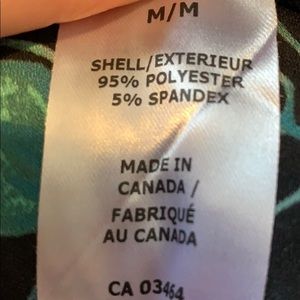 M/M
SHELL/EXTERIEUR
95% POLYESTER
5% SPANDEX
MADE IN
CANADA /
FABRIQUÉ
AU CANADA
CA 03464